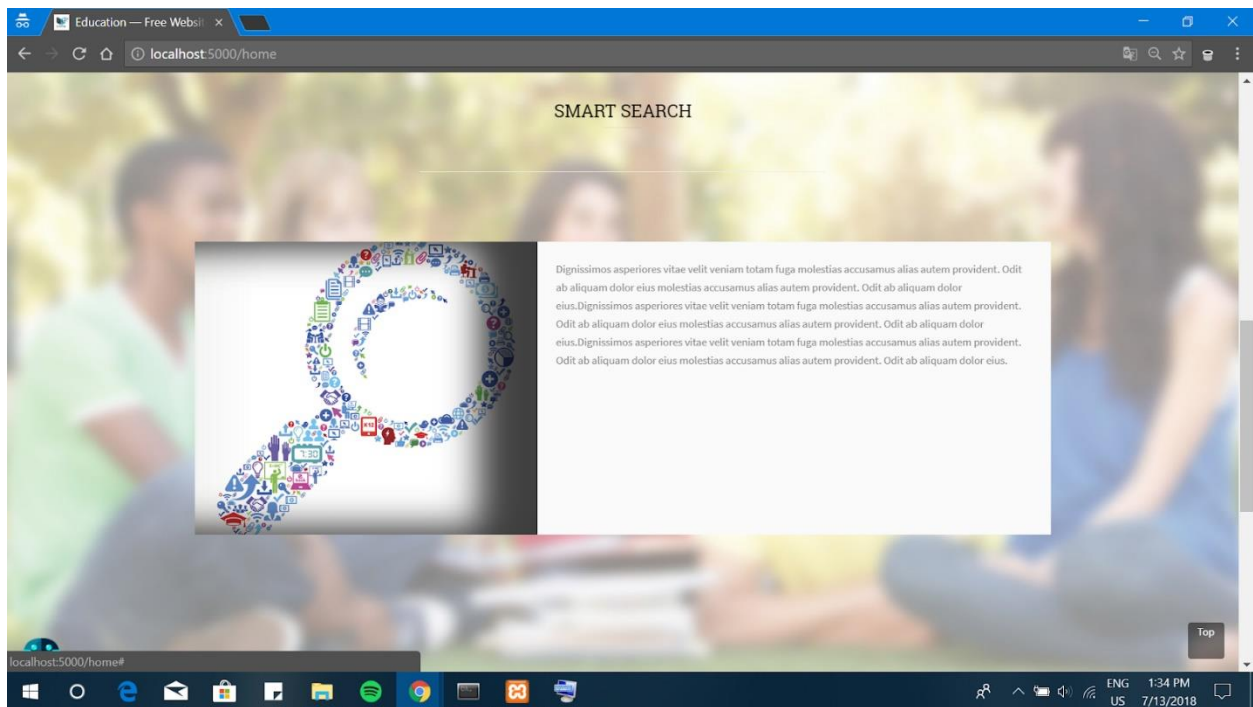 Education — Free Websi
localhost:5000/home
SMART SEARCH
Dignissimos asperiores vitae velit veniam totam fuga molestias accusamus alias autem provident. Odit
ab aliquam dolor eius molestias accusamus alias autem provident. Odit ab aliquam dolor
eius.Dignissimos asperiores vitae velit veniam totam fuga molestias accusamus alias autem provident.
Odit ab aliquam dolor eius molestias accusamus alias autem provident. Odit ab aliquam dolor
eius.Dignissimos asperiores vitae velit veniam totam fuga molestias accusamus alias autem provident.
Odit ab aliquam dolor eius molestias accusamus alias autem provident. Odit ab aliquam dolor eius.
7:30
Top
localhost:5000/home#
ENG 1:34 PM
US 7/13/2018